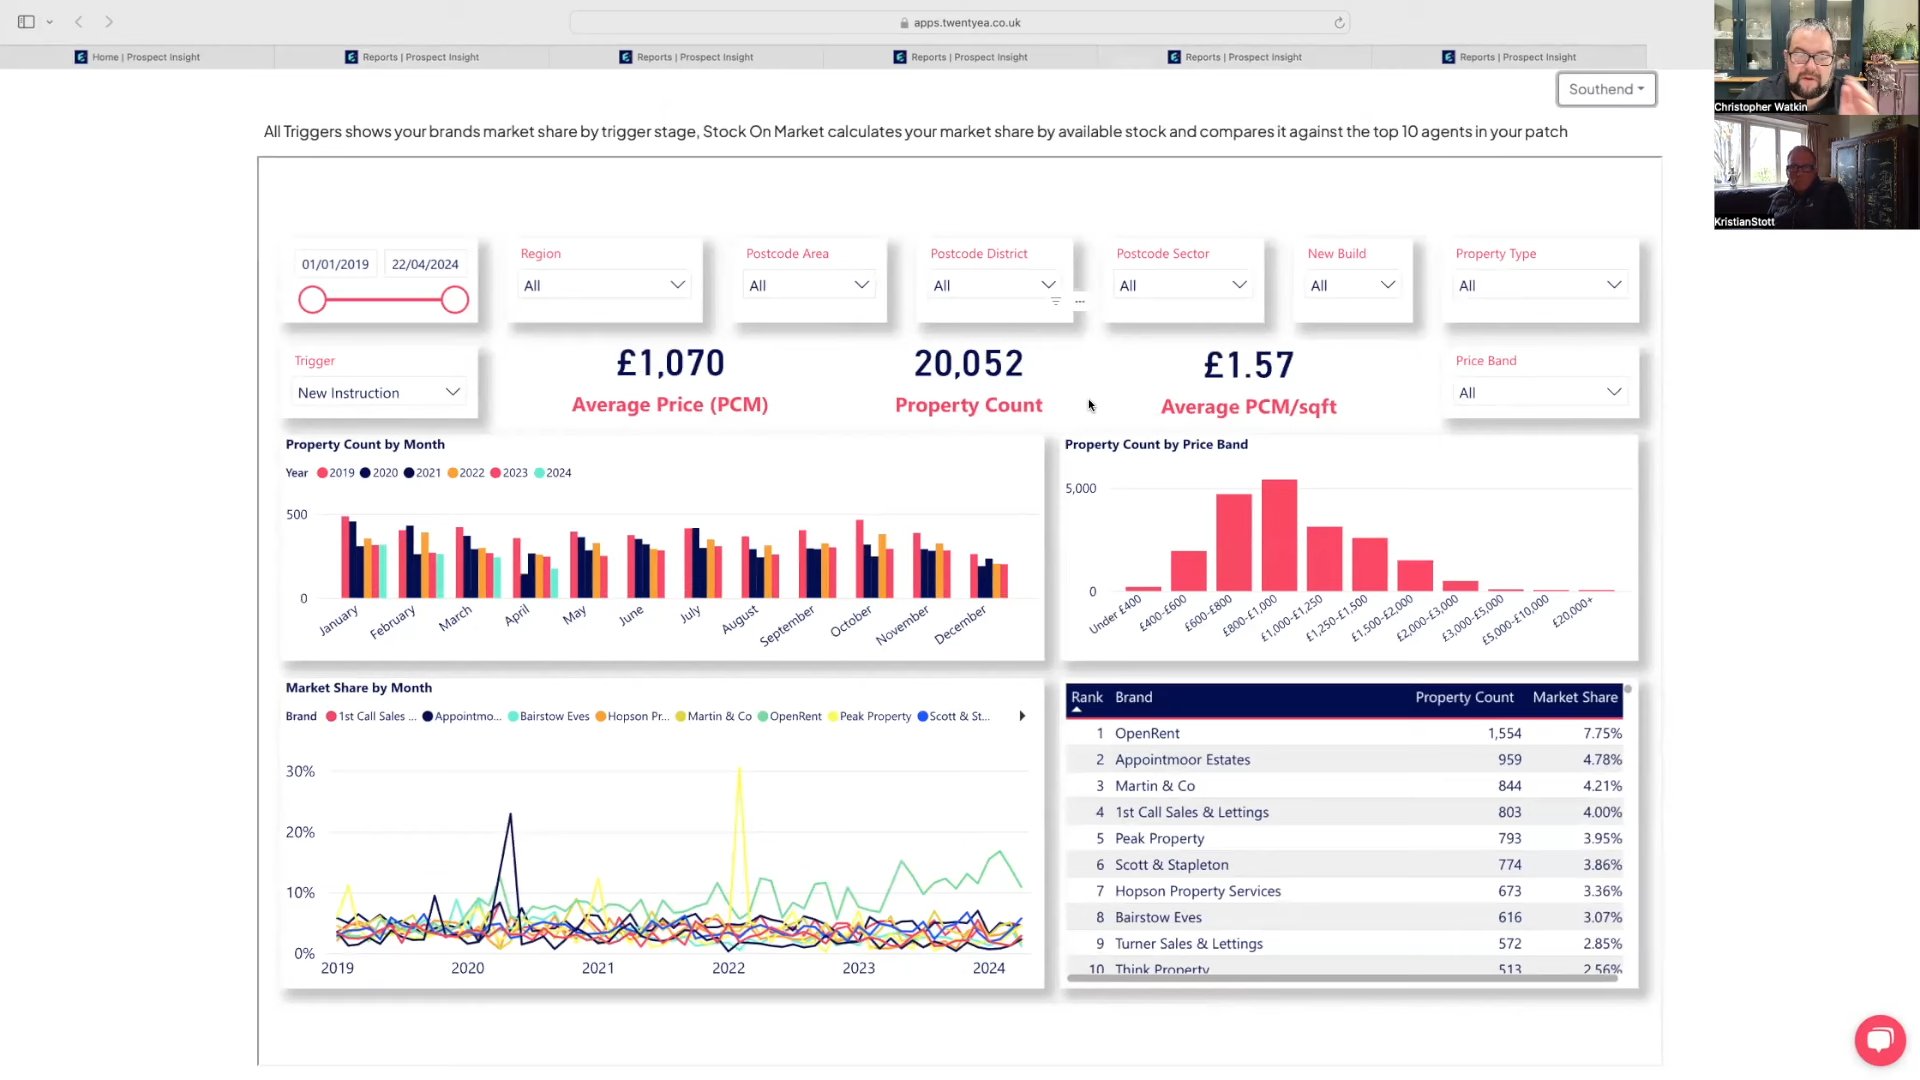 apps.twentyea.co.uk
Home | Prospect Insight
Reports | Prospect Insight
Reports | Prospect Insight
Reports | Prospect Insight
Reports | Prospect Insight
Reports | Prospect Insight
Christopher Watkin
KristianStott
Southend
All Triggers shows your brands market share by trigger stage, Stock On Market calculates your market share by available stock and compares it against the top 10 agents in your patch
01/01/2019 22/04/2024
Region
All
Postcode Area
All
Postcode District
All
Postcode Sector
All
New Build
All
Property Type
All
Trigger
New Instruction
£1,070
Average Price (PCM)
20,052
Property Count
£1.57
Average PCM/sqft
Price Band
All
Property Count by Month
Year 2019 2020 2021 2022 2023 2024
500
0
January February March April May June July August September October November December
Property Count by Price Band
5,000
0
Under £400 £400-£600 £600-£800 £800-£1,000 £1,000-£1,250 £1,250-£1,500 £1,500-£2,000 £2,000-£3,000 £3,000-£5,000 £5,000-£10,000 £20,000+
Market Share by Month
Brand 1st Call Sales ... Appointmo... Bairstow Eves Hopson Pr... Martin & Co OpenRent Peak Property Scott & St...
30%
20%
10%
0%
2019 2020 2021 2022 2023 2024
Rank Brand Property Count Market Share
1 OpenRent 1,554 7.75%
2 Appointmoor Estates 959 4.78%
3 Martin & Co 844 4.21%
4 1st Call Sales & Lettings 803 4.00%
5 Peak Property 793 3.95%
6 Scott & Stapleton 774 3.86%
7 Hopson Property Services 673 3.36%
8 Bairstow Eves 616 3.07%
9 Turner Sales & Lettings 572 2.85%
10 Think Property 513 2.56%